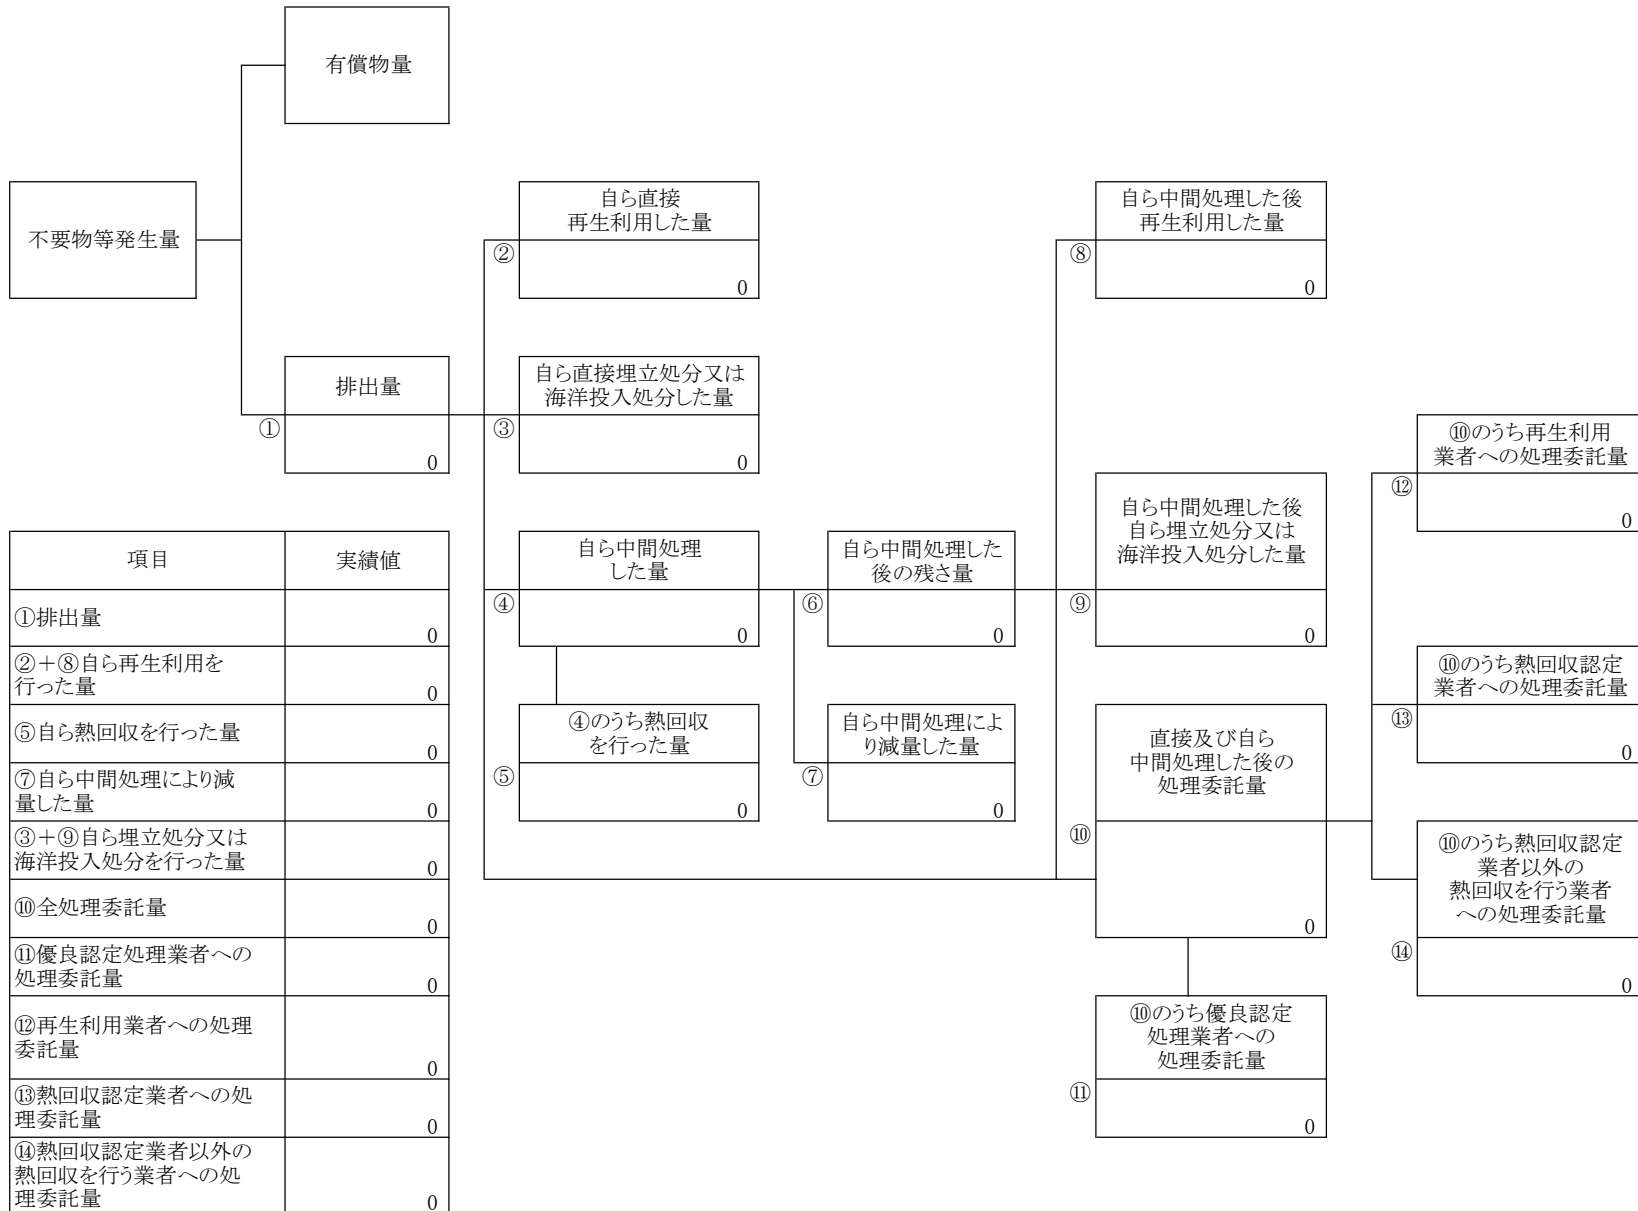 有償物量
不要物等発生量
自ら直接
再生利用した量
②
0
自ら中間処理した後
再生利用した量
⑧
0
排出量
①
0
自ら直接埋立処分又は
海洋投入処分した量
③
0
⑩のうち再生利用
業者への処理委託量
⑫
0
自ら中間処理した後
自ら埋立処分又は
海洋投入処分した量
⑨
0
自ら中間処理
した量
④
0
自ら中間処理した
後の残さ量
⑥
0
⑩のうち熱回収認定
業者への処理委託量
⑬
0
④のうち熱回収
を行った量
⑤
0
自ら中間処理によ
り減量した量
⑦
0
直接及び自ら
中間処理した後の
処理委託量
⑩
0
⑩のうち熱回収認定
業者以外の
熱回収を行う業者
への処理委託量
⑭
0
⑩のうち優良認定
処理業者への
処理委託量
⑪
0
項目 実績値
①排出量
0
②＋⑧自ら再生利用を
行った量
0
⑤自ら熱回収を行った量
0
⑦自ら中間処理により減
量した量
0
③＋⑨自ら埋立処分又は
海洋投入処分を行った量
0
⑩全処理委託量
0
⑪優良認定処理業者への
処理委託量
0
⑫再生利用業者への処理
委託量
0
⑬熱回収認定業者への処
理委託量
0
⑭熱回収認定業者以外の
熱回収を行う業者への処
理委託量
0